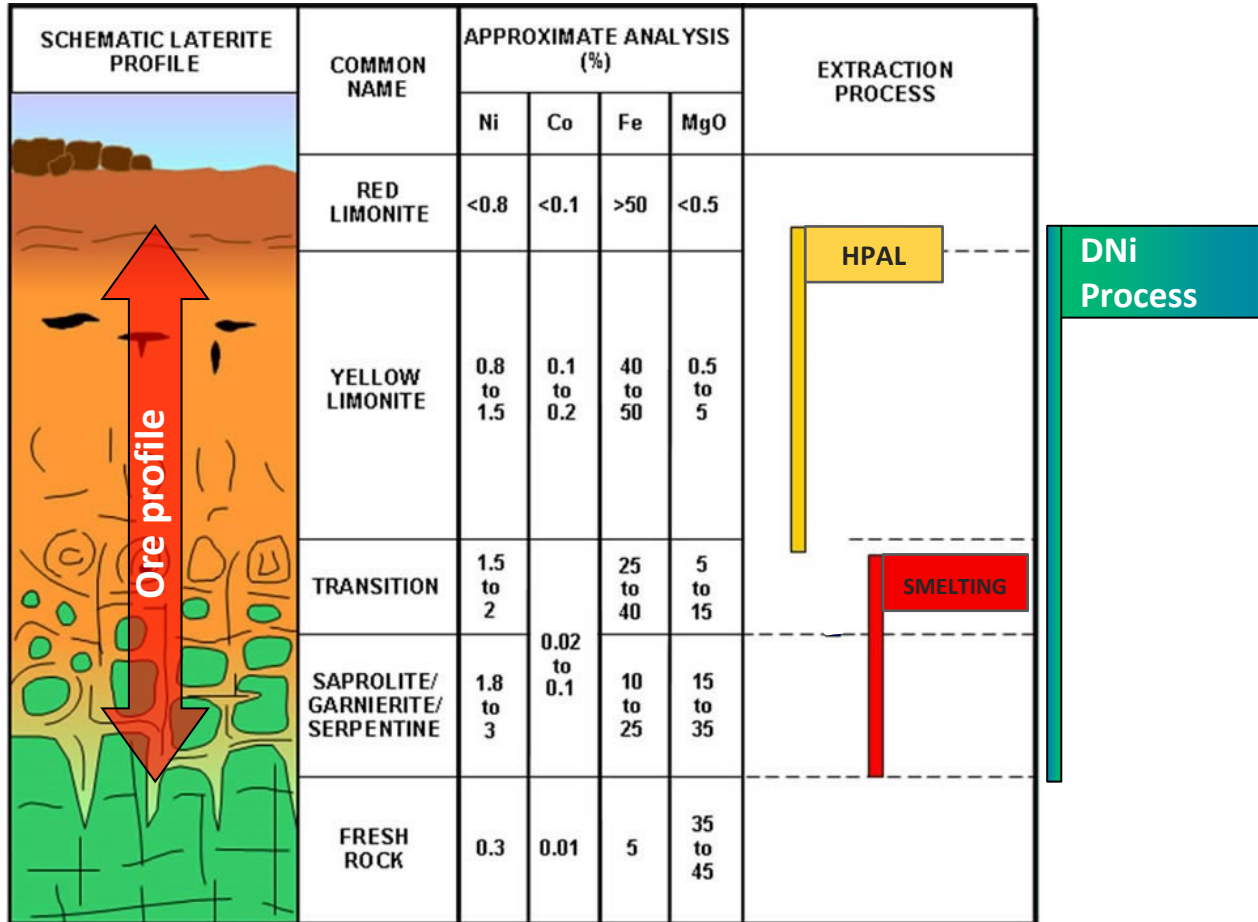 SCHEMATIC LATERITE
PROFILE
COMMON
NAME
APPROXIMATE ANALYSIS
(%)
EXTRACTION
PROCESS
Ni
Co
Fe
MgO
RED
LIMONITE
<0.8
<0.1
>50
<0.5
HPAL
DNi
Process
YELLOW
LIMONITE
0.8
to
1.5
0.1
to
0.2
40
to
50
0.5
to
5
Ore profile
TRANSITION
1.5
to
2
25
to
40
5
to
15
SMELTING
0.02
to
0.1
SAPROLITE/
GARNIERITE/
SERPENTINE
1.8
to
3
10
to
25
15
to
35
FRESH
ROCK
0.3
0.01
5
35
to
45